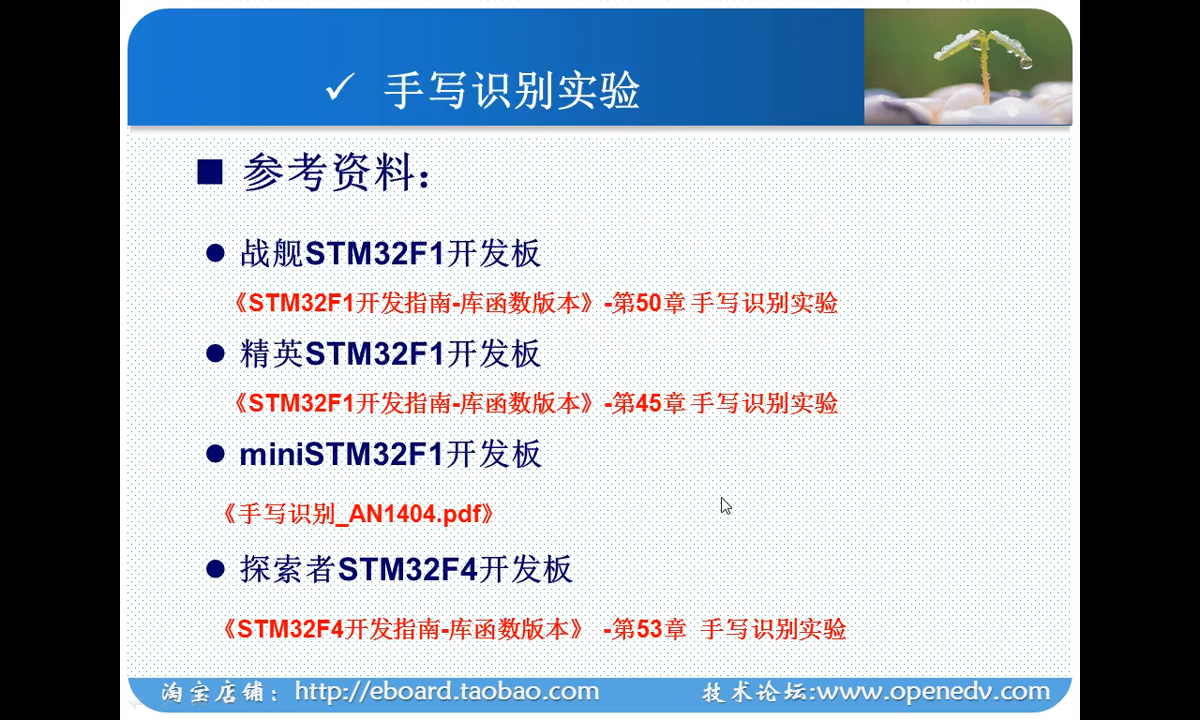 ✓ 手写识别实验
■ 参考资料：
● 战舰STM32F1开发板
《STM32F1开发指南-库函数版本》-第50章 手写识别实验
● 精英STM32F1开发板
《STM32F1开发指南-库函数版本》-第45章 手写识别实验
● miniSTM32F1开发板
《手写识别_AN1404.pdf》
● 探索者STM32F4开发板
《STM32F4开发指南-库函数版本》 -第53章 手写识别实验
淘宝店铺：http://eboard.taobao.com 技术论坛:www.openedv.com